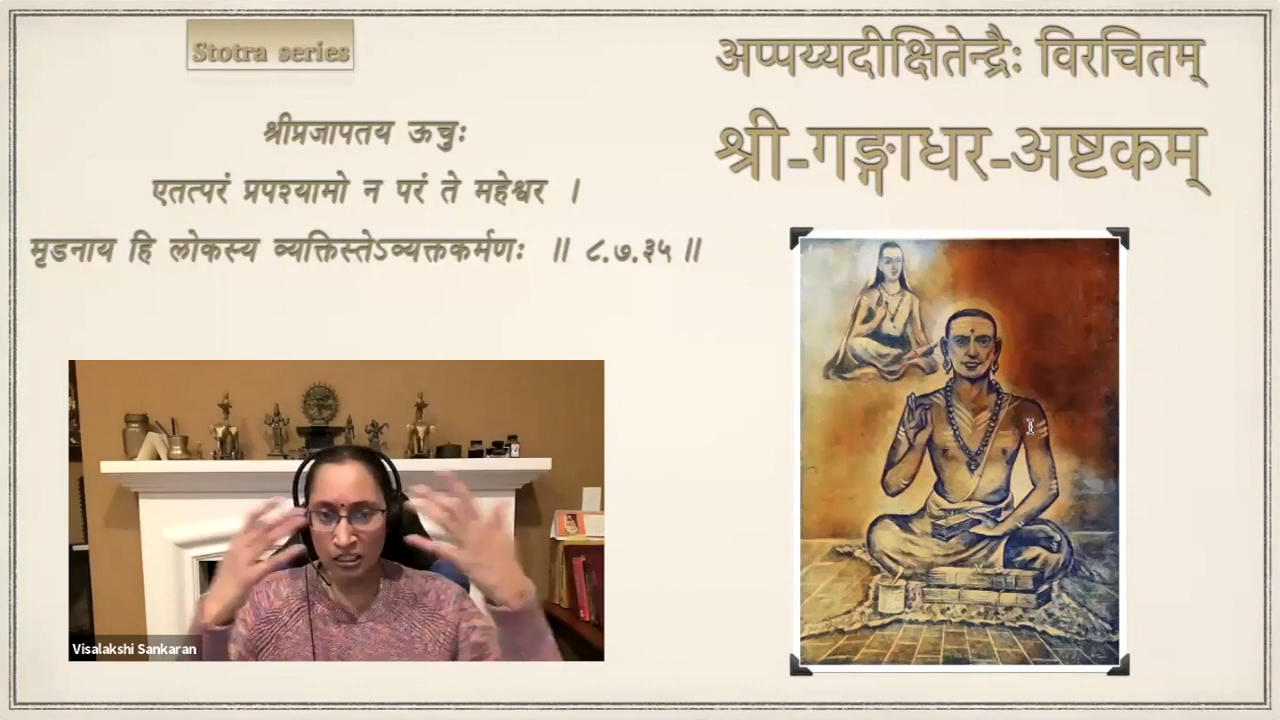 Stotra series
श्रीप्रजापतय ऊचुः
एतत्परं प्रपश्यामो न परं ते महेश्वर ।
मृडनाय हि लोकस्य व्यक्तिस्तेऽव्यक्तकर्मणः ॥ ८.७.३५ ॥
अप्पय्यदीक्षितेन्द्रैः विरचितम्
श्री-गङ्गाधर-अष्टकम्
Visalakshi Sankaran